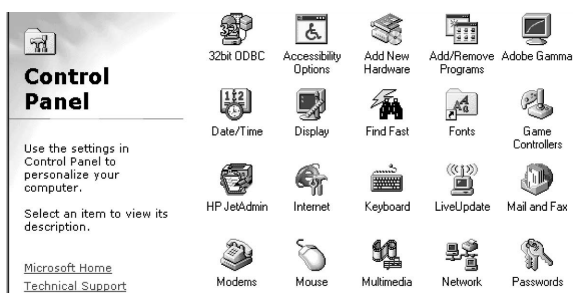 Control
Panel
Use the settings in
Control Panel to
personalize your
computer.
Select an item to view its
description.
Microsoft Home
Technical Support
32bit ODBC
Accessibility
Options
Add New
Hardware
Add/Remove
Programs
Adobe Gamma
Date/Time
Display
Find Fast
Fonts
Game
Controllers
HP JetAdmin
Internet
Keyboard
LiveUpdate
Mail and Fax
Modems
Mouse
Multimedia
Network
Passwords